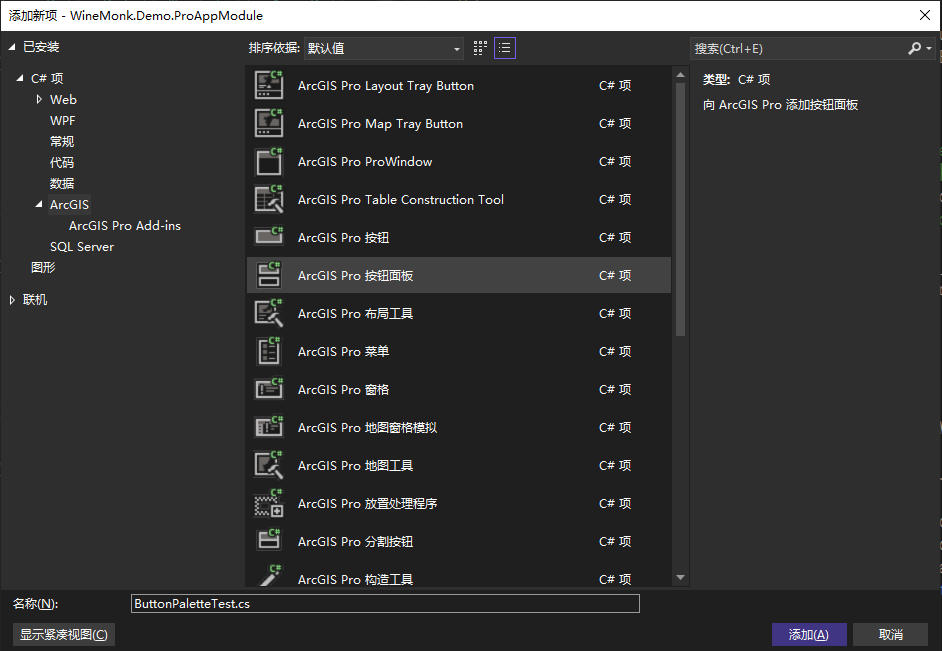 添加新项 - WineMonk.Demo.ProAppModule
已安装
C# 项
Web
WPF
常规
代码
数据
ArcGIS
ArcGIS Pro Add-ins
SQL Server
图形
联机
排序依据: 默认值
ArcGIS Pro Layout Tray Button C# 项
ArcGIS Pro Map Tray Button C# 项
ArcGIS Pro ProWindow C# 项
ArcGIS Pro Table Construction Tool C# 项
ArcGIS Pro 按钮 C# 项
ArcGIS Pro 按钮面板 C# 项
ArcGIS Pro 布局工具 C# 项
ArcGIS Pro 菜单 C# 项
ArcGIS Pro 窗格 C# 项
ArcGIS Pro 地图窗格模拟 C# 项
ArcGIS Pro 地图工具 C# 项
ArcGIS Pro 放置处理程序 C# 项
ArcGIS Pro 分割按钮 C# 项
ArcGIS Pro 构造工具 C# 项
搜索(Ctrl+E)
类型: C# 项
向 ArcGIS Pro 添加按钮面板
名称(N): ButtonPaletteTest.cs
显示紧凑视图(C)
添加(A)
取消